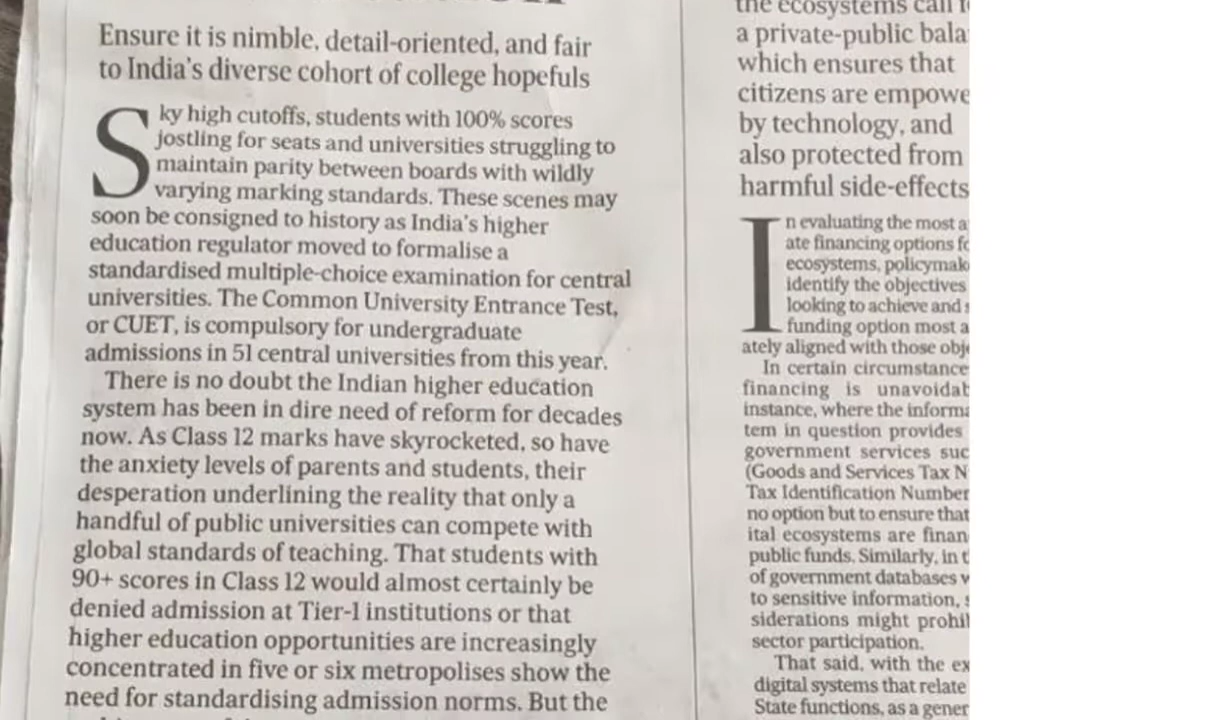 Ensure it is nimble, detail-oriented, and fair
to India's diverse cohort of college hopefuls
Sky high cutoffs, students with 100% scores
jostling for seats and universities struggling to
maintain parity between boards with wildly
varying marking standards. These scenes may
soon be consigned to history as India's higher
education regulator moved to formalise a
standardised multiple-choice examination for central
universities. The Common University Entrance Test,
or CUET, is compulsory for undergraduate
admissions in 51 central universities from this year.
There is no doubt the Indian higher education
system has been in dire need of reform for decades
now. As Class 12 marks have skyrocketed, so have
the anxiety levels of parents and students, their
desperation underlining the reality that only a
handful of public universities can compete with
global standards of teaching. That students with
90+ scores in Class 12 would almost certainly be
denied admission at Tier-1 institutions or that
higher education opportunities are increasingly
concentrated in five or six metropolises show the
need for standardising admission norms. But the
the ecosystems call
a private-public
which ensures that
citizens are
by technology, and
also protected from
harmful side-effects
In evaluating the most
ate financing options
ecosystems,
identify the objectives
looking to achieve and
funding option most
ately aligned with those
In certain
financing is
instance, where the
tem in question provides
government services
(Goods and Services Tax
Tax Identification Number
no option but to ensure that
ital ecosystems are
public funds. Similarly, in
of government databases
to sensitive information,
siderations might
sector participation.
That said, with the
digital systems that relate
State functions, as a